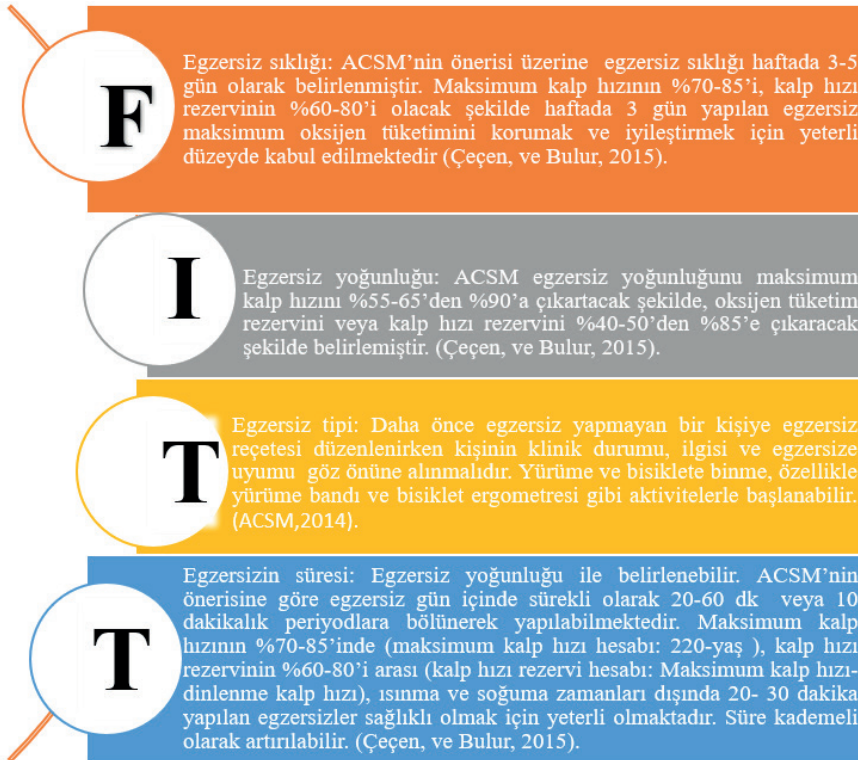 F
Egzersiz sıklığı: ACSM’nin önerisi üzerine egzersiz sıklığı haftada 3-5
gün olarak belirlenmiştir. Maksimum kalp hızının %70-85’i, kalp hızı
rezervinin %60-80’i olacak şekilde haftada 3 gün yapılan egzersiz
maksimum oksijen tüketimini korumak ve iyileştirmek için yeterli
düzeyde kabul edilmektedir (Çeçen, ve Bulur, 2015).
I
Egzersiz yoğunluğu: ACSM egzersiz yoğunluğunu maksimum
kalp hızını %55-65’den %90’a çıkartacak şekilde, oksijen tüketim
rezervini veya kalp hızı rezervini %40-50’den %85’e çıkaracak
şekilde belirlemiştir. (Çeçen, ve Bulur, 2015).
T
Egzersiz tipi: Daha önce egzersiz yapmayan bir kişiye egzersiz
reçetesi düzenlenirken kişinin klinik durumu, ilgisi ve egzersize
uyumu göz önüne alınmalıdır. Yürüme ve bisiklete binme, özellikle
yürüme bandı ve bisiklet ergometresi gibi aktivitelerle başlanabilir.
(ACSM,2014).
T
Egzersizin süresi: Egzersiz yoğunluğu ile belirlenebilir. ACSM’nin
önerisine göre egzersiz gün içinde sürekli olarak 20-60 dk veya 10
dakikalık periyodlara bölünerek yapılabilmektedir. Maksimum kalp
hızının %70-85’inde (maksimum kalp hızı hesabı: 220-yaş ), kalp hızı
rezervinin %60-80’i arası (kalp hızı rezervi hesabı: Maksimum kalp hızı-
dinlenme kalp hızı), ısınma ve soğuma zamanları dışında 20- 30 dakika
yapılan egzersizler sağlıklı olmak için yeterli olmaktadır. Süre kademeli
olarak artırılabilir. (Çeçen, ve Bulur, 2015).